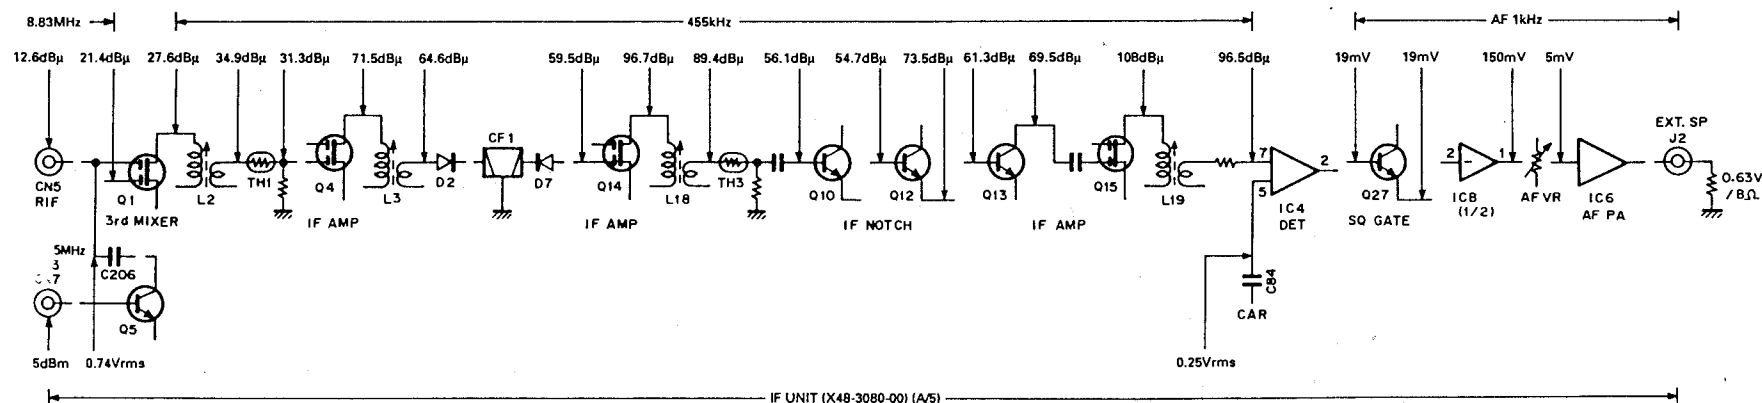 8.83MHz 455kHz AF 1kHz
12.6dBμ 21.4dBμ 27.6dBμ 34.9dBμ 31.3dBμ 71.5dBμ 64.6dBμ 59.5dBμ 96.7dBμ 89.4dBμ 56.1dBμ 54.7dBμ 73.5dBμ 61.3dBμ 69.5dBμ 108dBμ 96.5dBμ 19mV 19mV 150mV 5mV
EXT. SP
J2
CF1
7 2 2 1
CN5 TH1 Q4 D2 D7 Q14 TH3 Q10 Q12 Q13 Q15 5 Q27 0.63V
RIF Q1 L2 L3 L18 L19 IC4 IC8 AF VR IC6 /8Ω
3rd MIXER IF AMP IF AMP IF NOTCH IF AMP DET SQ GATE (1/2) AF PA
5MHz
3 C206
7
C84
CAR
Q5
5dBm 0.74Vrms 0.25Vrms
IF UNIT (X48-3080-00) (A/5)